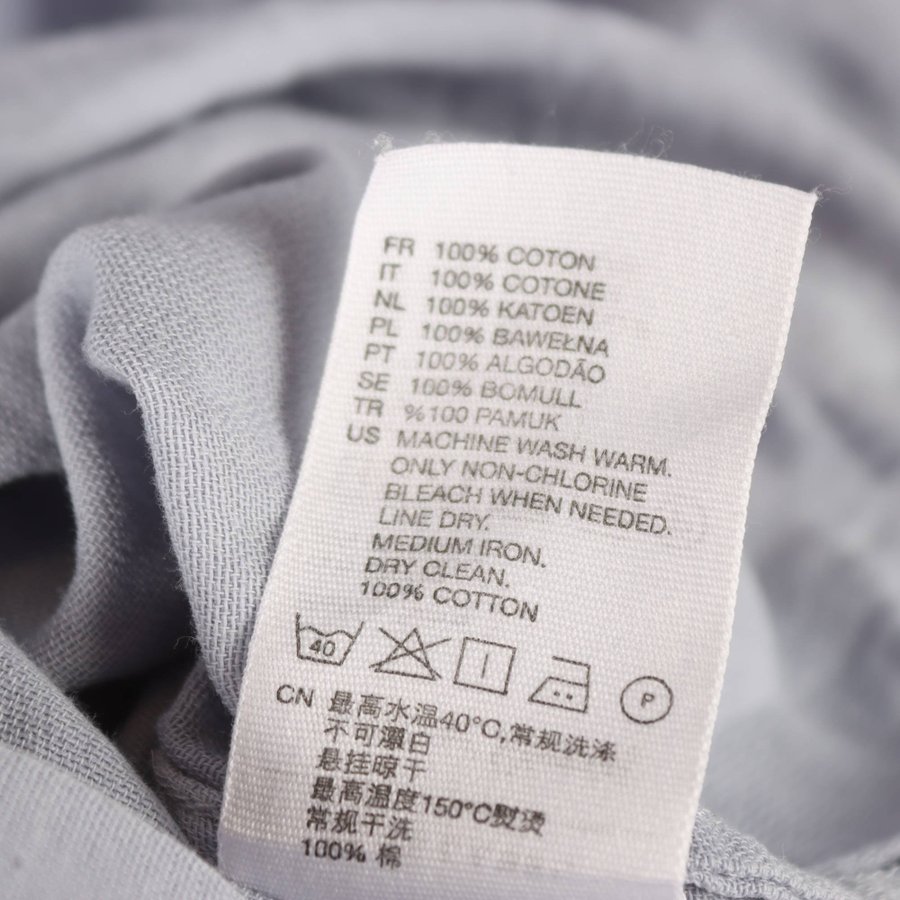 FR 100% COTON
IT 100% COTONE
NL 100% KATOEN
PL 100% BAWEŁNA
PT 100% ALGODÃO
SE 100% BOMULL
TR %100 PAMUK
US MACHINE WASH WARM.
ONLY NON-CHLORINE
BLEACH WHEN NEEDED.
LINE DRY.
MEDIUM IRON.
DRY CLEAN.
100% COTTON
40 P
CN 最高水温40°C,常规洗涤
不可漂白
悬挂晾干
最高温度150°C熨烫
常规干洗
100% 棉